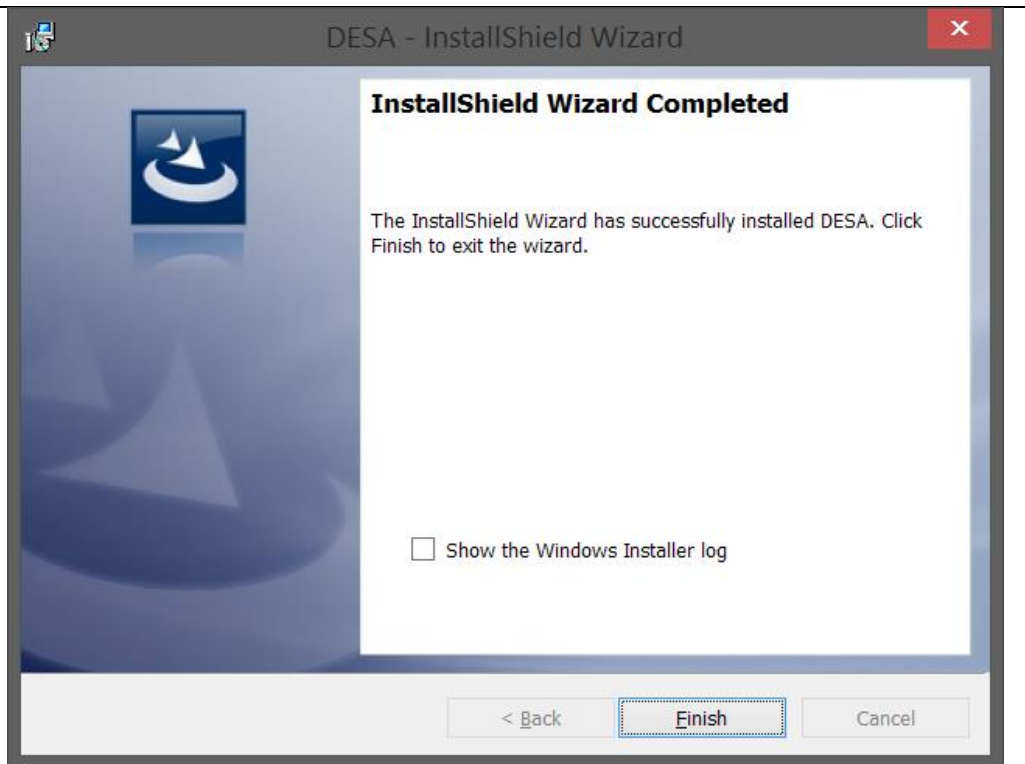 DESA - InstallShield Wizard
InstallShield Wizard Completed
The InstallShield Wizard has successfully installed DESA. Click
Finish to exit the wizard.
Show the Windows Installer log
< Back Finish Cancel